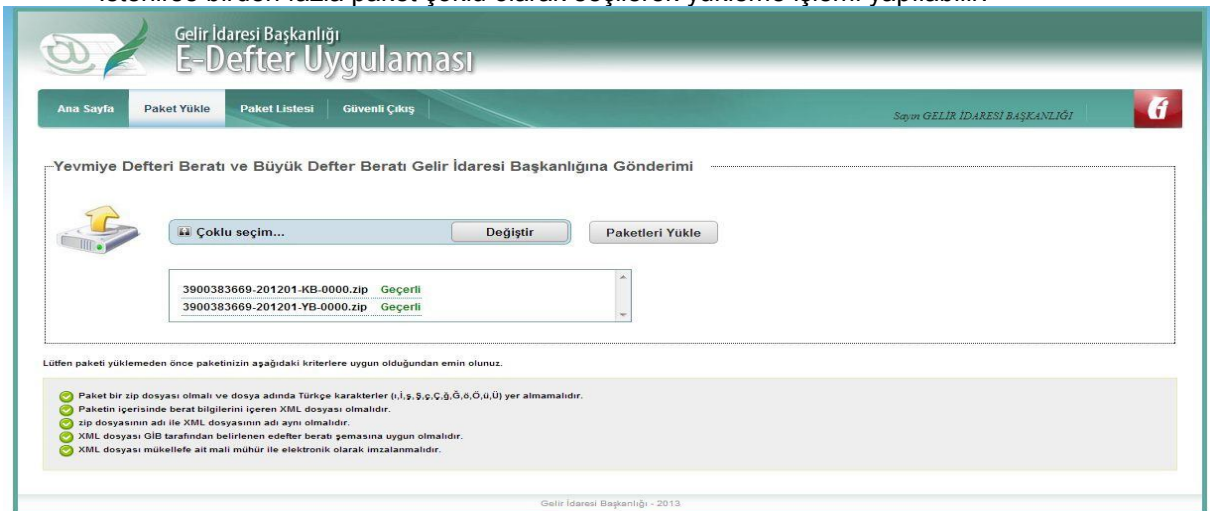 istenirse birden fazla paket çoklu olarak seçilerek yükleme işlemi yapılabilir.
Gelir İdaresi Başkanlığı
E-Defter Uygulaması
Ana Sayfa Paket Yükle Paket Listesi Güvenli Çıkış
Sayın GELİR İDARESİ BAŞKANLIĞI
Yevmiye Defteri Beratı ve Büyük Defter Beratı Gelir İdaresi Başkanlığına Gönderimi
Çoklu seçim... Değiştir Paketleri Yükle
3900383669-201201-KB-0000.zip Geçerli
3900383669-201201-YB-0000.zip Geçerli
Lütfen paketi yüklemeden önce paketinizin aşağıdaki kriterlere uygun olduğundan emin olunuz.
Paket bir zip dosyası olmalı ve dosya adında Türkçe karakterler (ı,İ,ş,Ş,ç,Ç,ğ,Ğ,ö,Ö,ü,Ü) yer almamalıdır.
Paketin içerisinde berat bilgilerini içeren XML dosyası olmalıdır.
zip dosyasının adı ile XML dosyasının adı aynı olmalıdır.
XML dosyası GİB tarafından belirlenen edefter beratı şemasına uygun olmalıdır.
XML dosyası mükellefe ait mali mühür ile elektronik olarak imzalanmalıdır.
Gelir İdaresi Başkanlığı - 2013